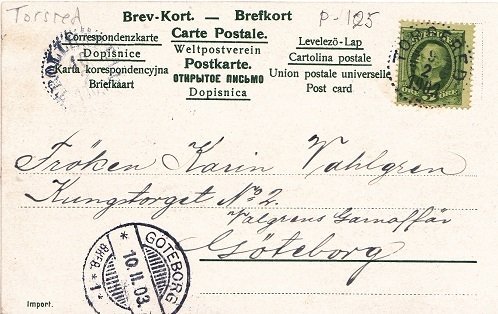 Torsred
Brev-Kort. — Brefkort
P-125
Correspondenzkarte
Dopisnice
Karta korespondencyjna
Briefkaart
Carte Postale.
Weltpostverein
Postkarte.
ОТКРЫТОЕ ПИСЬМО
Dopisnica
Levelező-Lap
Cartolina postale
Union postale universelle
Post card
Fröken Karin Wahlgren
Kungstorget No 2.
Valgrens Garnaffär
Göteborg
GÖTEBORG
10.11.03.
Import.